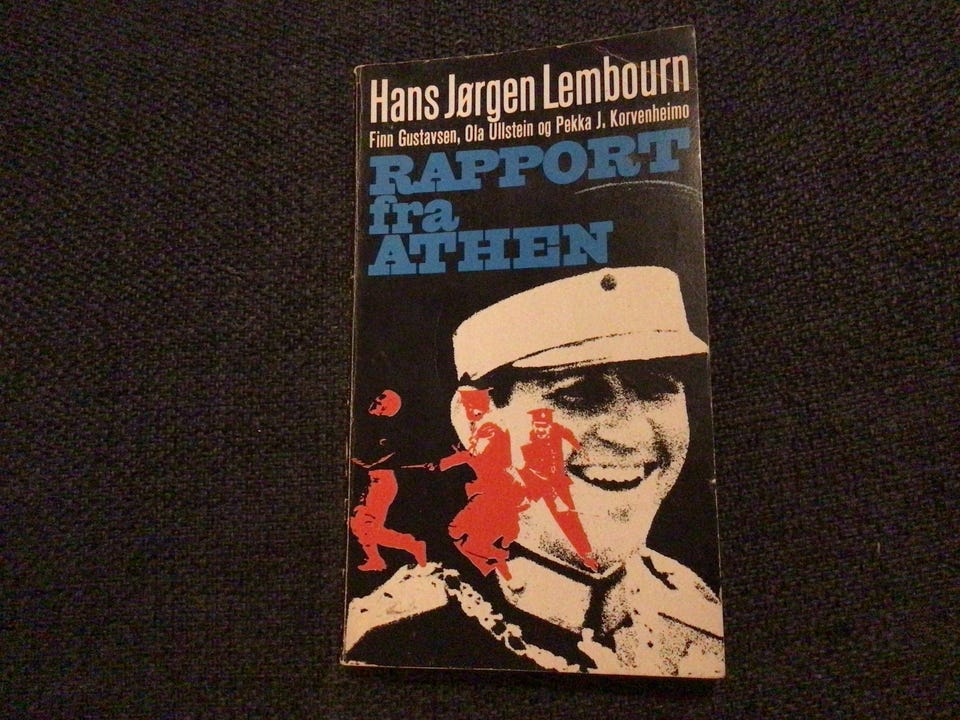 Hans Jørgen Lembourn
Finn Gustavsen, Ola Ullstein og Pekka J. Korvenheimo
RAPPORT
fra
ATHEN